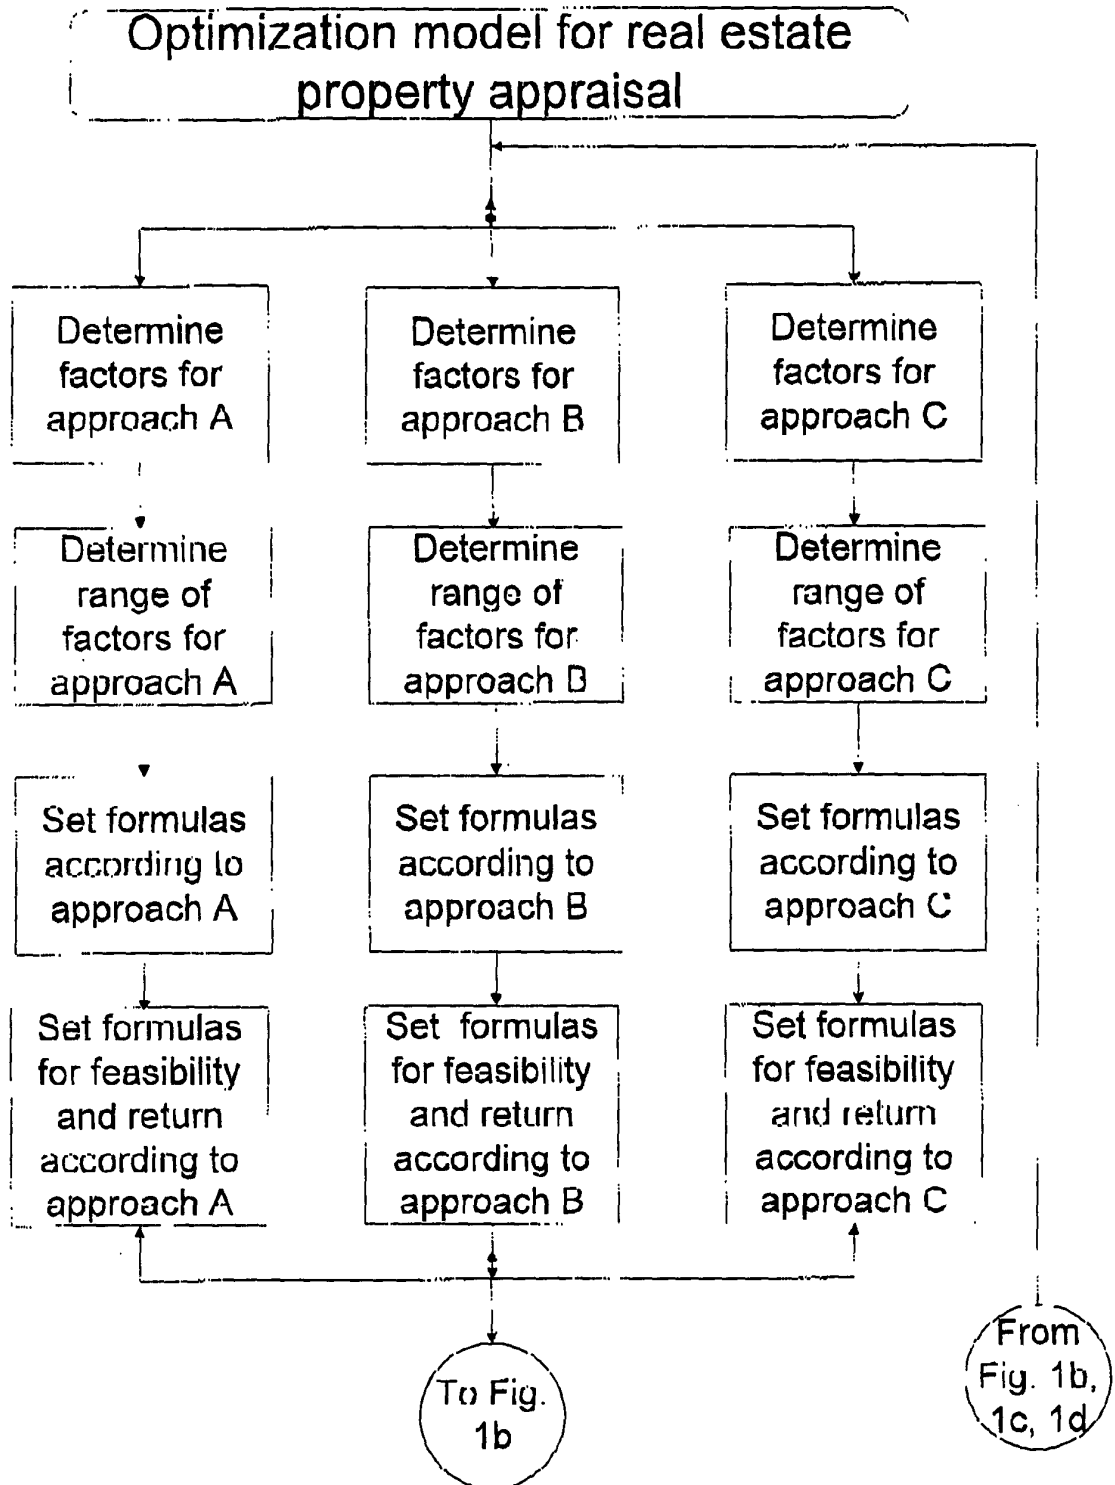 Optimization model for real estate
property appraisal
Determine
factors for
approach A
Determine
factors for
approach B
Determine
factors for
approach C
Determine
range of
factors for
approach A
Determine
range of
factors for
approach B
Determine
range of
factors for
approach C
Set formulas
according to
approach A
Set formulas
according to
approach B
Set formulas
according to
approach C
Set formulas
for feasibility
and return
according to
approach A
Set formulas
for feasibility
and return
according to
approach B
Set formulas
for feasibility
and return
according to
approach C
To Fig.
1b
From
Fig. 1b,
1c, 1d